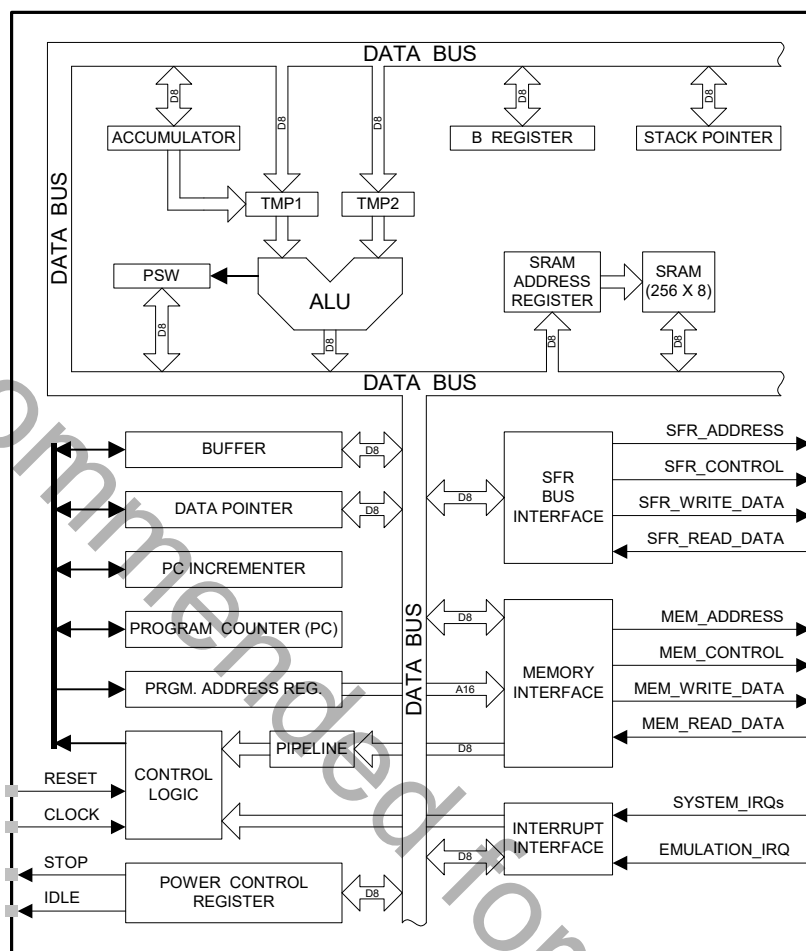 DATA BUS
D8
D8
D8
D8
D8
ACCUMULATOR
B REGISTER
STACK POINTER
DATA BUS
TMP1
TMP2
PSW
ALU
SRAM
ADDRESS
REGISTER
SRAM
(256 X 8)
D8
D8
D8
D8
DATA BUS
BUFFER
D8
DATA POINTER
D8
PC INCREMENTER
PROGRAM COUNTER (PC)
PRGM. ADDRESS REG.
A16
DATA BUS
D8
SFR
BUS
INTERFACE
SFR_ADDRESS
SFR_CONTROL
SFR_WRITE_DATA
SFR_READ_DATA
D8
MEMORY
INTERFACE
MEM_ADDRESS
MEM_CONTROL
MEM_WRITE_DATA
MEM_READ_DATA
PIPELINE
D8
RESET
CLOCK
CONTROL
LOGIC
INTERRUPT
INTERFACE
SYSTEM_IRQs
EMULATION_IRQ
D8
STOP
IDLE
POWER CONTROL
REGISTER
D8
ommended for